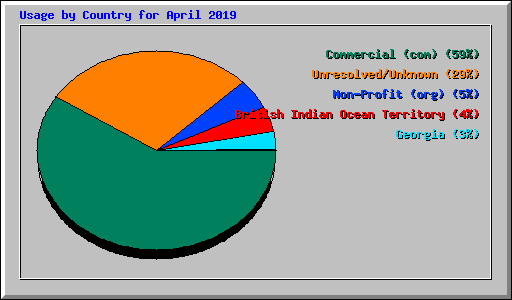 Usage by Country for April 2019
Commercial (com) (59%)
Unresolved/Unknown (29%)
Non-Profit (org) (5%)
British Indian Ocean Territory (4%)
Georgia (3%)